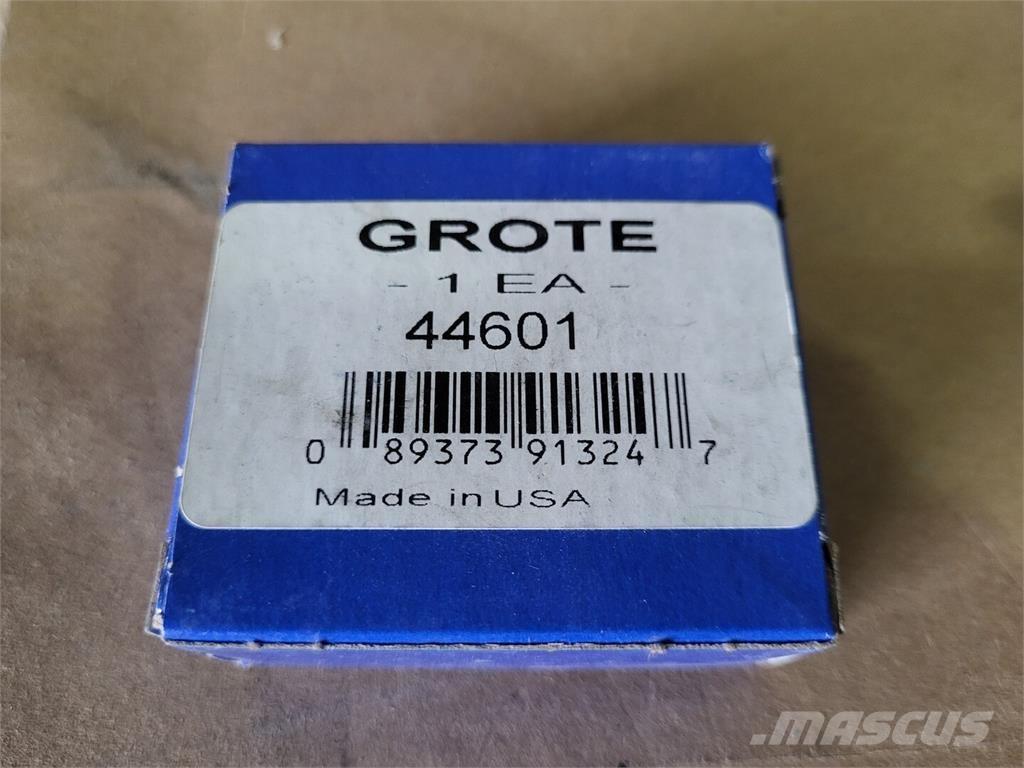 GROTE
- 1 EA -
44601
0 89373 91324 7
Made in USA
MASCUS